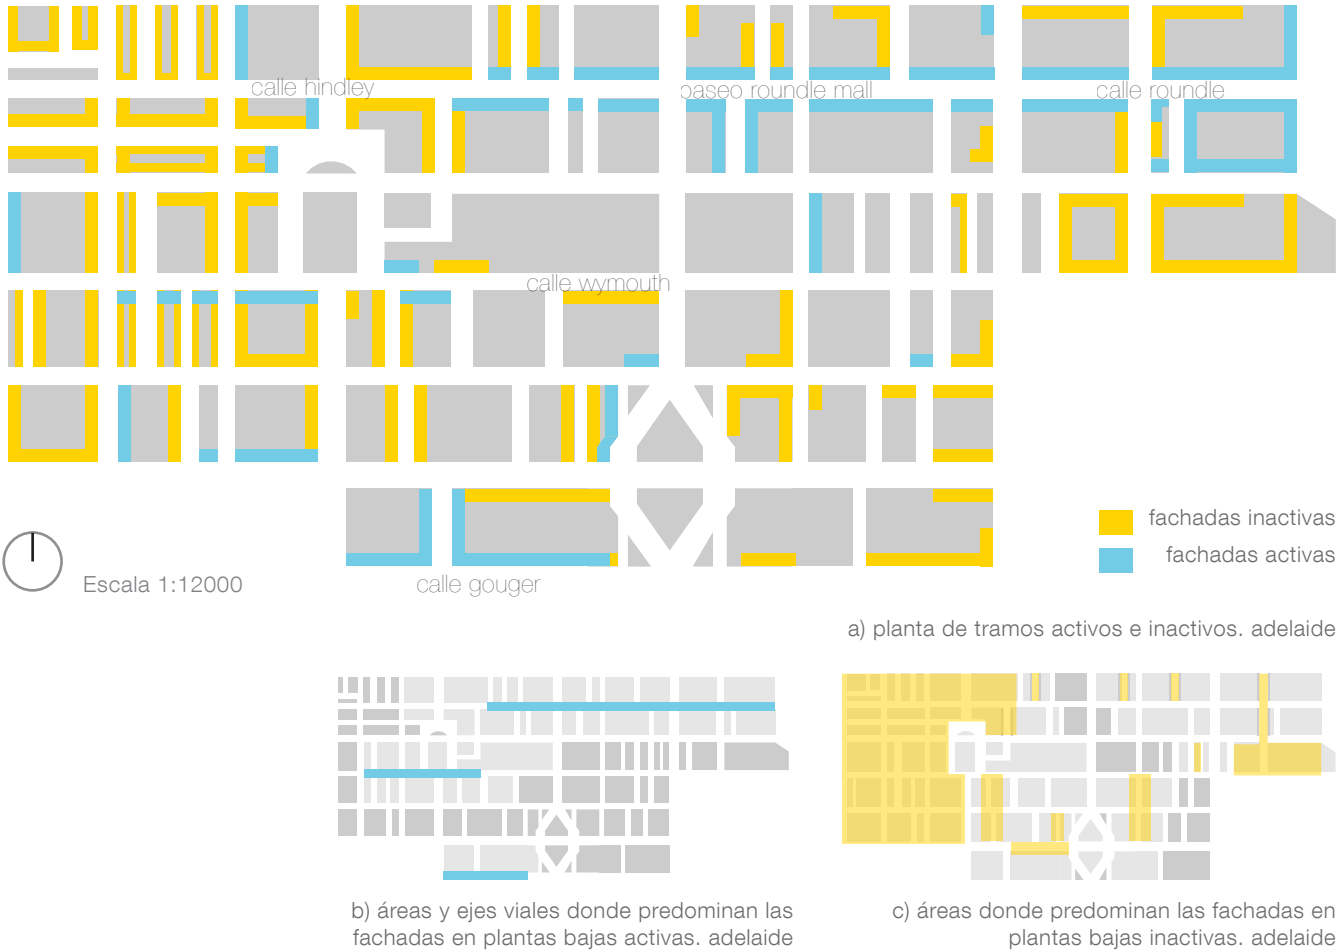 calle hindley
paseo roundle mall
calle roundle
calle wymouth
fachadas inactivas
fachadas activas
Escala 1:12000
calle gouger
a) planta de tramos activos e inactivos. adelaide
b) áreas y ejes viales donde predominan las
fachadas en plantas bajas activas. adelaide
c) áreas donde predominan las fachadas en
plantas bajas inactivas. adelaide